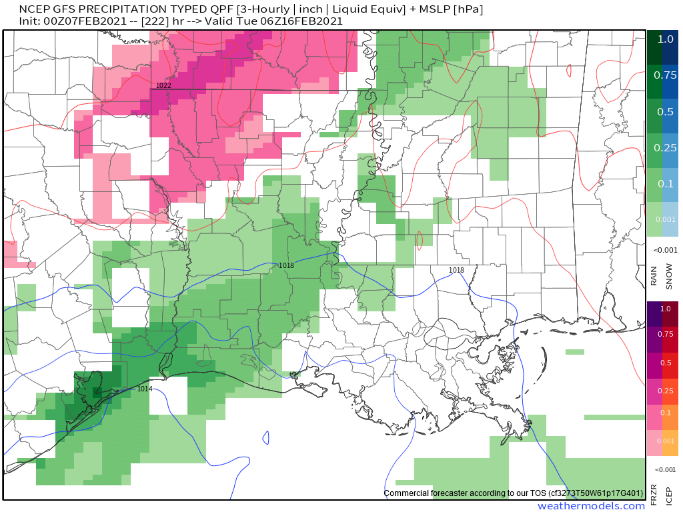 NCEP GFS PRECIPITATION TYPED QPF [3-Hourly | inch | Liquid Equiv] + MSLP [hPa]
Init: 00Z07FEB2021 -- [222] hr --> Valid Tue 06Z16FEB2021
1.0
0.75
0.5
0.25
0.1
0.001
<0.001
RAIN
SNOW
1.0
0.75
0.5
0.25
0.1
0.001
<0.001
FRZR
ICEP
1022
1018
1018
1014
Commercial forecaster according to our TOS (cf3273T50W61p17G401)
weathermodels.com